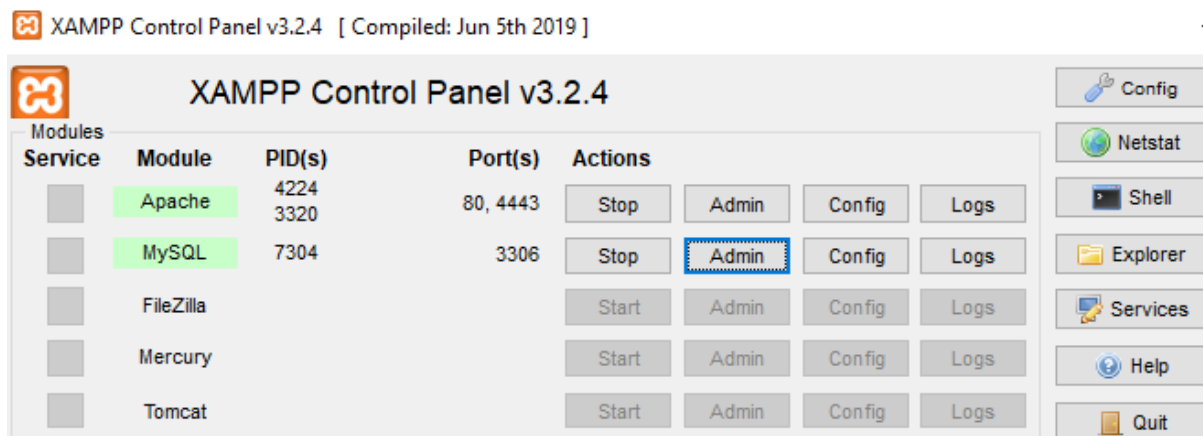 XAMPP Control Panel v3.2.4 [ Compiled: Jun 5th 2019 ]
XAMPP Control Panel v3.2.4
Config
Modules
Service Module PID(s) Port(s) Actions
Netstat
Apache 4224 3320 80, 4443 Stop Admin Config Logs
Shell
MySQL 7304 3306 Stop Admin Config Logs
Explorer
FileZilla Start Admin Config Logs
Services
Mercury Start Admin Config Logs
Help
Tomcat Start Admin Config Logs
Quit